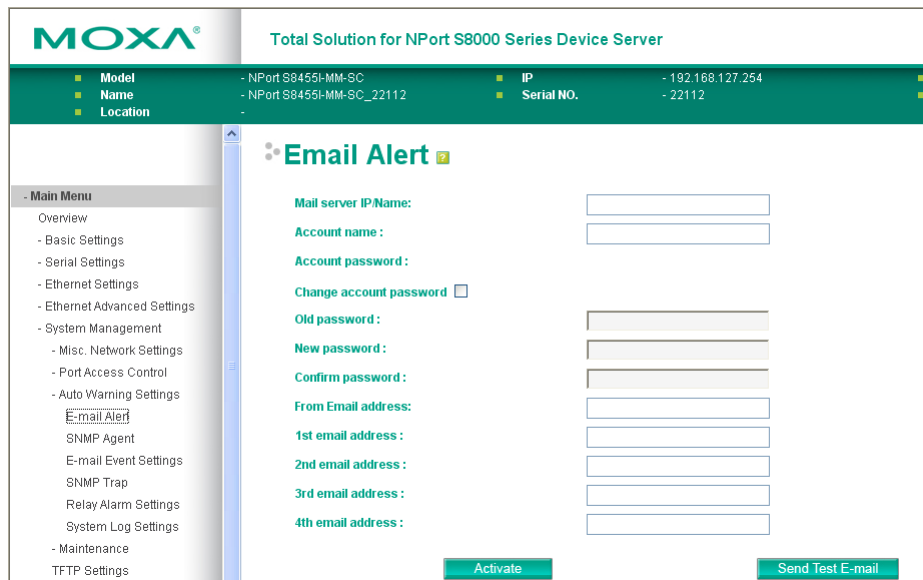 MOXA®
Total Solution for NPort S8000 Series Device Server
Model - NPort S8455I-MM-SC IP - 192.168.127.254
Name - NPort S8455I-MM-SC_22112 Serial NO. - 22112
Location -
- Main Menu
Overview
- Basic Settings
- Serial Settings
- Ethernet Settings
- Ethernet Advanced Settings
- System Management
- Misc. Network Settings
- Port Access Control
- Auto Warning Settings
E-mail Alert
SNMP Agent
E-mail Event Settings
SNMP Trap
Relay Alarm Settings
System Log Settings
- Maintenance
TFTP Settings
Email Alert ?
Mail server IP/Name:
Account name :
Account password :
Change account password
Old password :
New password :
Confirm password :
From Email address:
1st email address :
2nd email address :
3rd email address :
4th email address :
Activate
Send Test E-mail